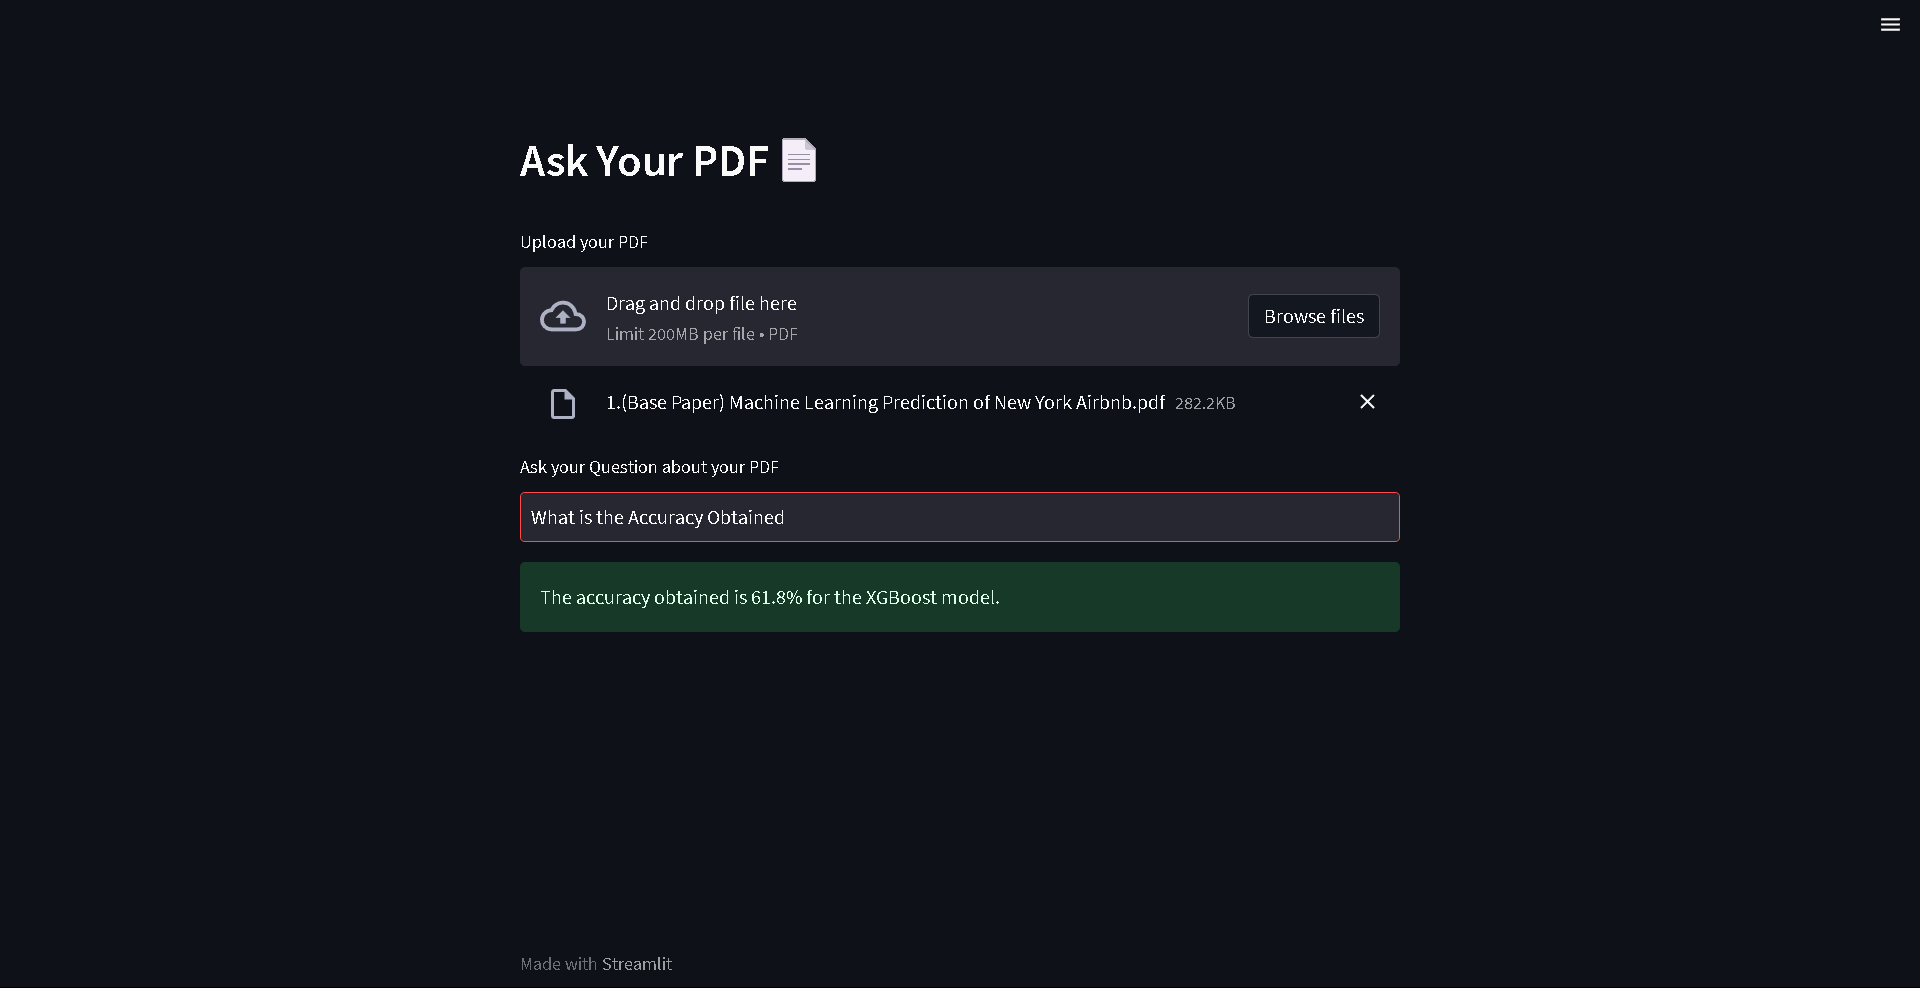 Ask Your PDF
Upload your PDF
Drag and drop file here
Limit 200MB per file • PDF
Browse files
1.(Base Paper) Machine Learning Prediction of New York Airbnb.pdf 282.2KB
Ask your Question about your PDF
What is the Accuracy Obtained
The accuracy obtained is 61.8% for the XGBoost model.
Made with Streamlit